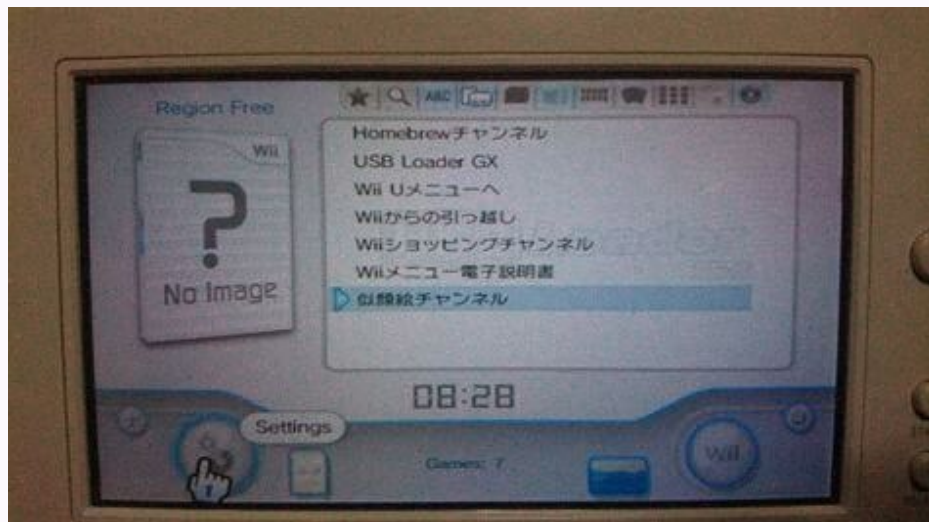 Region Free
ABC
Wii
?
No Image
Homebrewチャンネル
USB Loader GX
Wii Uメニューへ
Wiiからの引っ越し
Wiiショッピングチャンネル
Wiiメニュー電子説明書
似顔絵チャンネル
08:28
Settings
Games: 7
Wii